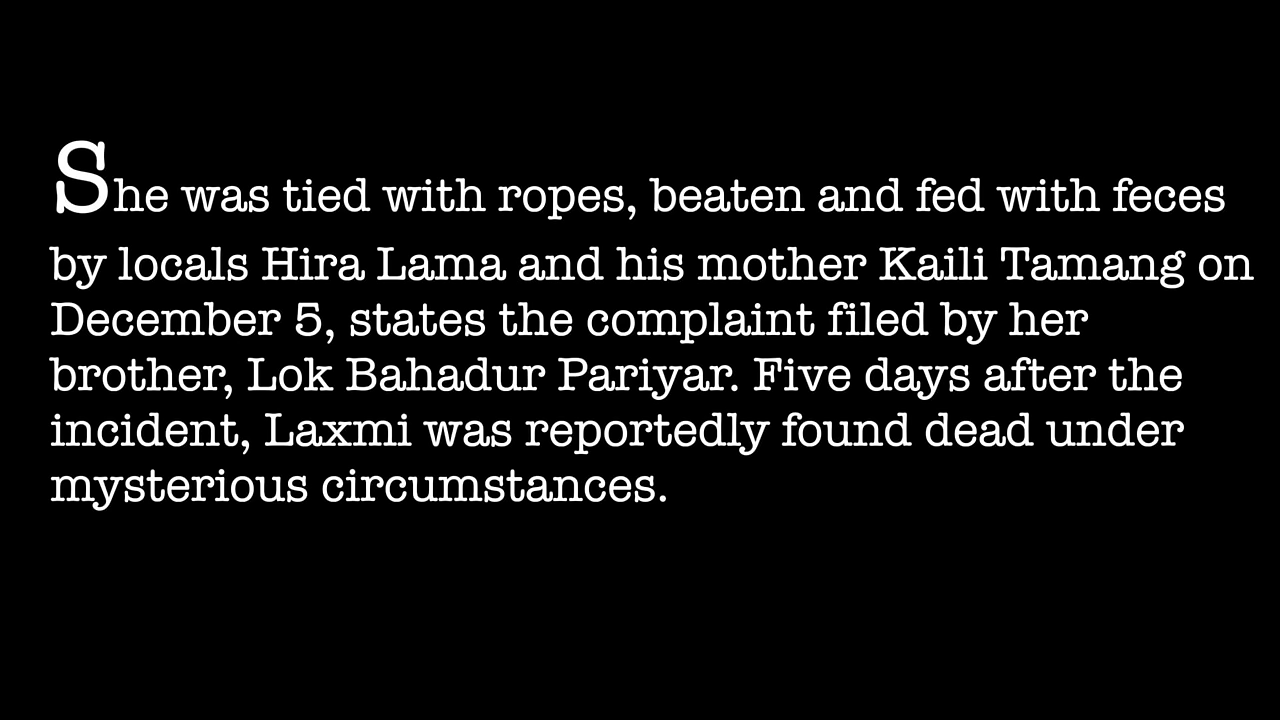 She was tied with ropes, beaten and fed with feces
by locals Hira Lama and his mother Kaili Tamang on
December 5, states the complaint filed by her
brother, Lok Bahadur Pariyar. Five days after the
incident, Laxmi was reportedly found dead under
mysterious circumstances.